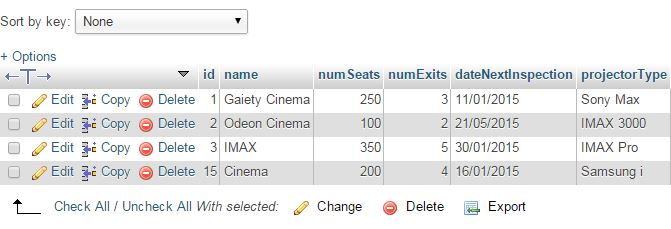 Sort by key: None
+ Options
←T→ id name numSeats numExits dateNextInspection projectorType
Edit Copy Delete 1 Gaiety Cinema 250 3 11/01/2015 Sony Max
Edit Copy Delete 2 Odeon Cinema 100 2 21/05/2015 IMAX 3000
Edit Copy Delete 3 IMAX 350 5 30/01/2015 IMAX Pro
Edit Copy Delete 15 Cinema 200 4 16/01/2015 Samsung i
Check All / Uncheck All With selected: Change Delete Export